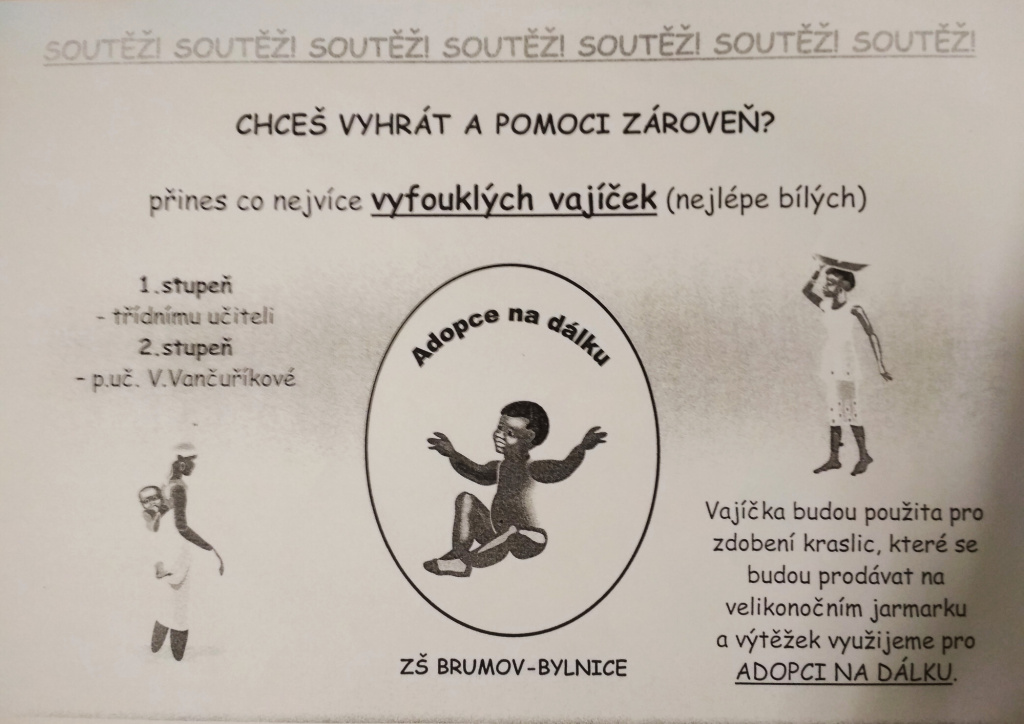 SOUTĚŽ! SOUTĚŽ! SOUTĚŽ! SOUTĚŽ! SOUTĚŽ! SOUTĚŽ! SOUTĚŽ!
CHCEŠ VYHRÁT A POMOCI ZÁROVEŇ?
přines co nejvíce vyfouklých vajíček (nejlépe bílých)
1.stupeň
- třídnímu učiteli
2.stupeň
- p.uč. V.Vančuříkové
Adopce na dálku
ZŠ BRUMOV-BYLNICE
Vajíčka budou použita pro
zdobení kraslic, které se
budou prodávat na
velikonočním jarmarku
a výtěžek využijeme pro
ADOPCI NA DÁLKU.